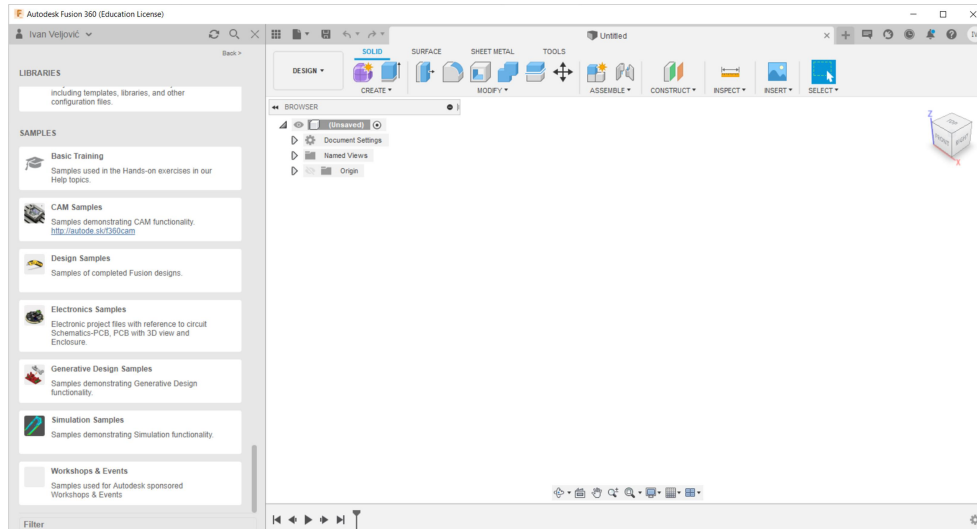 Autodesk Fusion 360 (Education License)
Ivan Veljović
Untitled
Back >
LIBRARIES
including templates, libraries, and other
configuration files.
SAMPLES
Basic Training
Samples used in the Hands-on exercises in our
Help topics.
CAM Samples
Samples demonstrating CAM functionality.
http://autode.sk/f360cam
Design Samples
Samples of completed Fusion designs.
Electronics Samples
Electronic project files with reference to circuit
Schematics-PCB, PCB with 3D view and
Enclosure.
Generative Design Samples
Samples demonstrating Generative Design
functionality.
Simulation Samples
Samples demonstrating Simulation functionality.
Workshops & Events
Samples used for Autodesk sponsored
Workshops & Events
Filter
DESIGN
SOLID SURFACE SHEET METAL TOOLS
CREATE MODIFY ASSEMBLE CONSTRUCT INSPECT INSERT SELECT
BROWSER
(Unsaved)
Document Settings
Named Views
Origin
Z
TOP
FRONT RIGHT
X